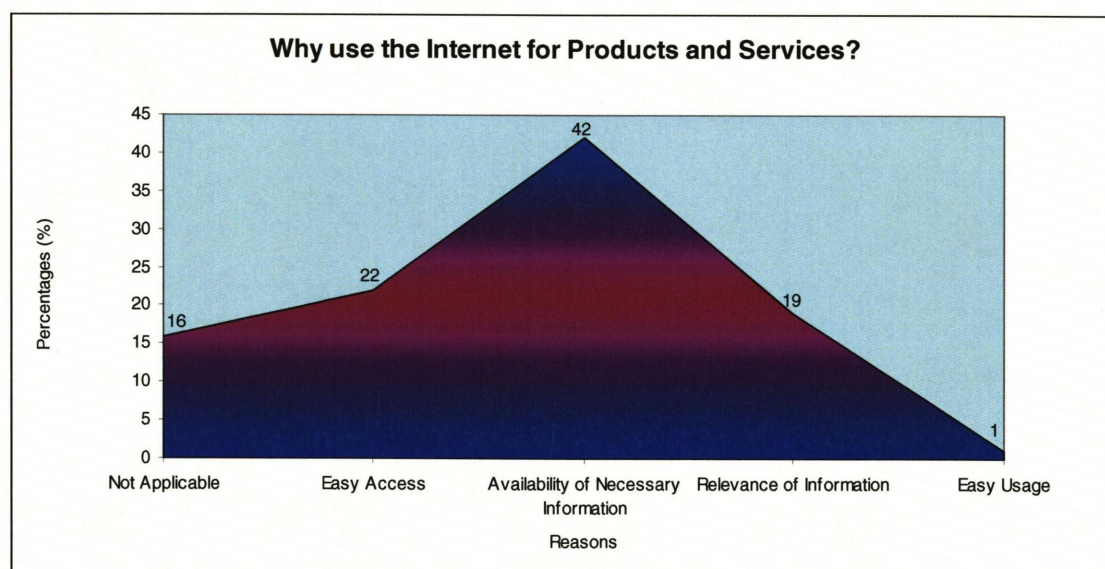 Why use the Internet for Products and Services?
45
40
35
30
25
20
15
10
5
0
Percentages (%)
16
22
42
19
1
Not Applicable
Easy Access
Availability of Necessary
Information
Relevance of Information
Easy Usage
Reasons